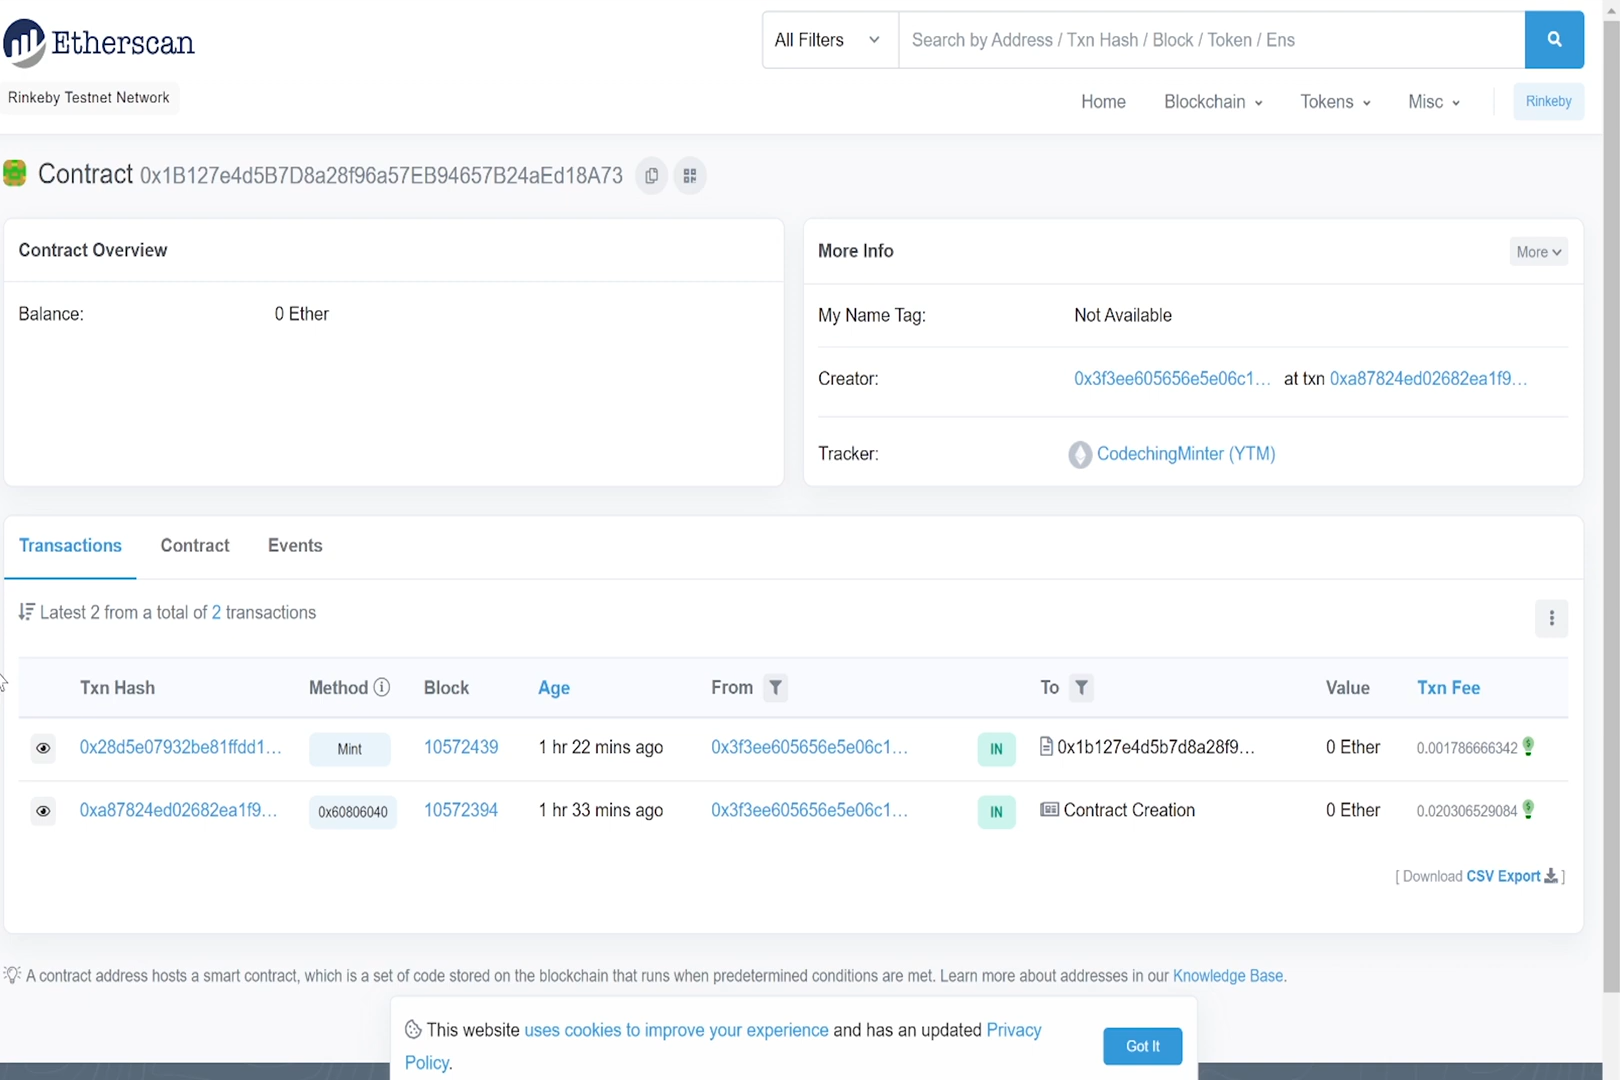 Etherscan
All Filters
Search by Address / Txn Hash / Block / Token / Ens
Rinkeby Testnet Network
Home Blockchain Tokens Misc Rinkeby
Contract 0x1B127e4d5B7D8a28f96a57EB94657B24aEd18A73
Contract Overview
Balance: 0 Ether
More Info
More
My Name Tag: Not Available
Creator: 0x3f3ee605656e5e06c1... at txn 0xa87824ed02682ea1f9...
Tracker: CodechingMinter (YTM)
Transactions Contract Events
Latest 2 from a total of 2 transactions
Txn Hash Method Block Age From To Value Txn Fee
0x28d5e07932be81ffdd1... Mint 10572439 1 hr 22 mins ago 0x3f3ee605656e5e06c1... IN 0x1b127e4d5b7d8a28f9... 0 Ether 0.001786666342
0xa87824ed02682ea1f9... 0x60806040 10572394 1 hr 33 mins ago 0x3f3ee605656e5e06c1... IN Contract Creation 0 Ether 0.020306529084
[ Download CSV Export ]
A contract address hosts a smart contract, which is a set of code stored on the blockchain that runs when predetermined conditions are met. Learn more about addresses in our Knowledge Base.
This website uses cookies to improve your experience and has an updated Privacy
Policy.
Got It